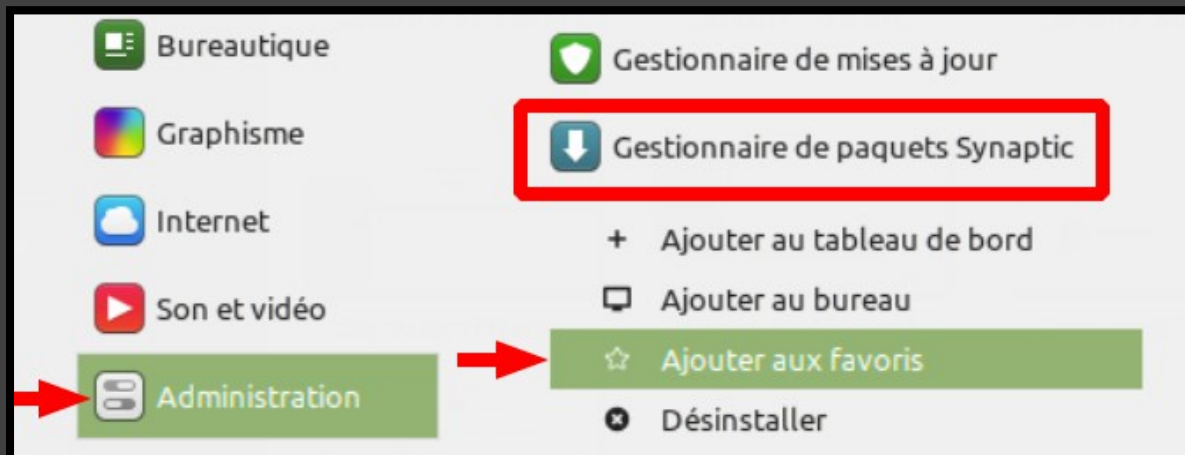 Bureautique
Graphisme
Internet
Son et vidéo
Administration
Gestionnaire de mises à jour
Gestionnaire de paquets Synaptic
Ajouter au tableau de bord
Ajouter au bureau
Ajouter aux favoris
Désinstaller